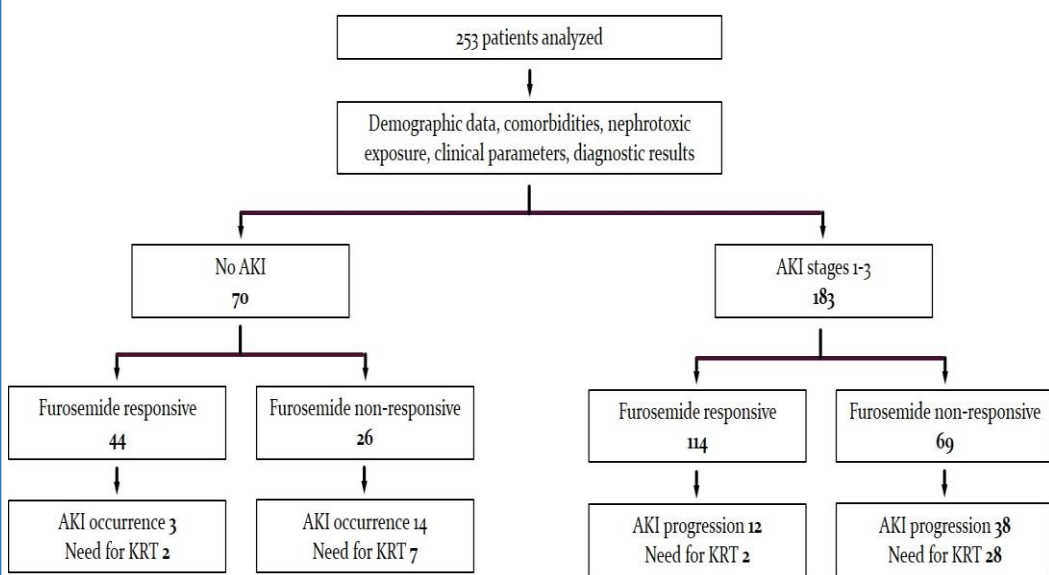 253 patients analyzed
Demographic data, comorbidities, nephrotoxic
exposure, clinical parameters, diagnostic results
No AKI
70
AKI stages 1-3
183
Furosemide responsive
44
Furosemide non-responsive
26
Furosemide responsive
114
Furosemide non-responsive
69
AKI occurrence 3
Need for KRT 2
AKI occurrence 14
Need for KRT 7
AKI progression 12
Need for KRT 2
AKI progression 38
Need for KRT 28